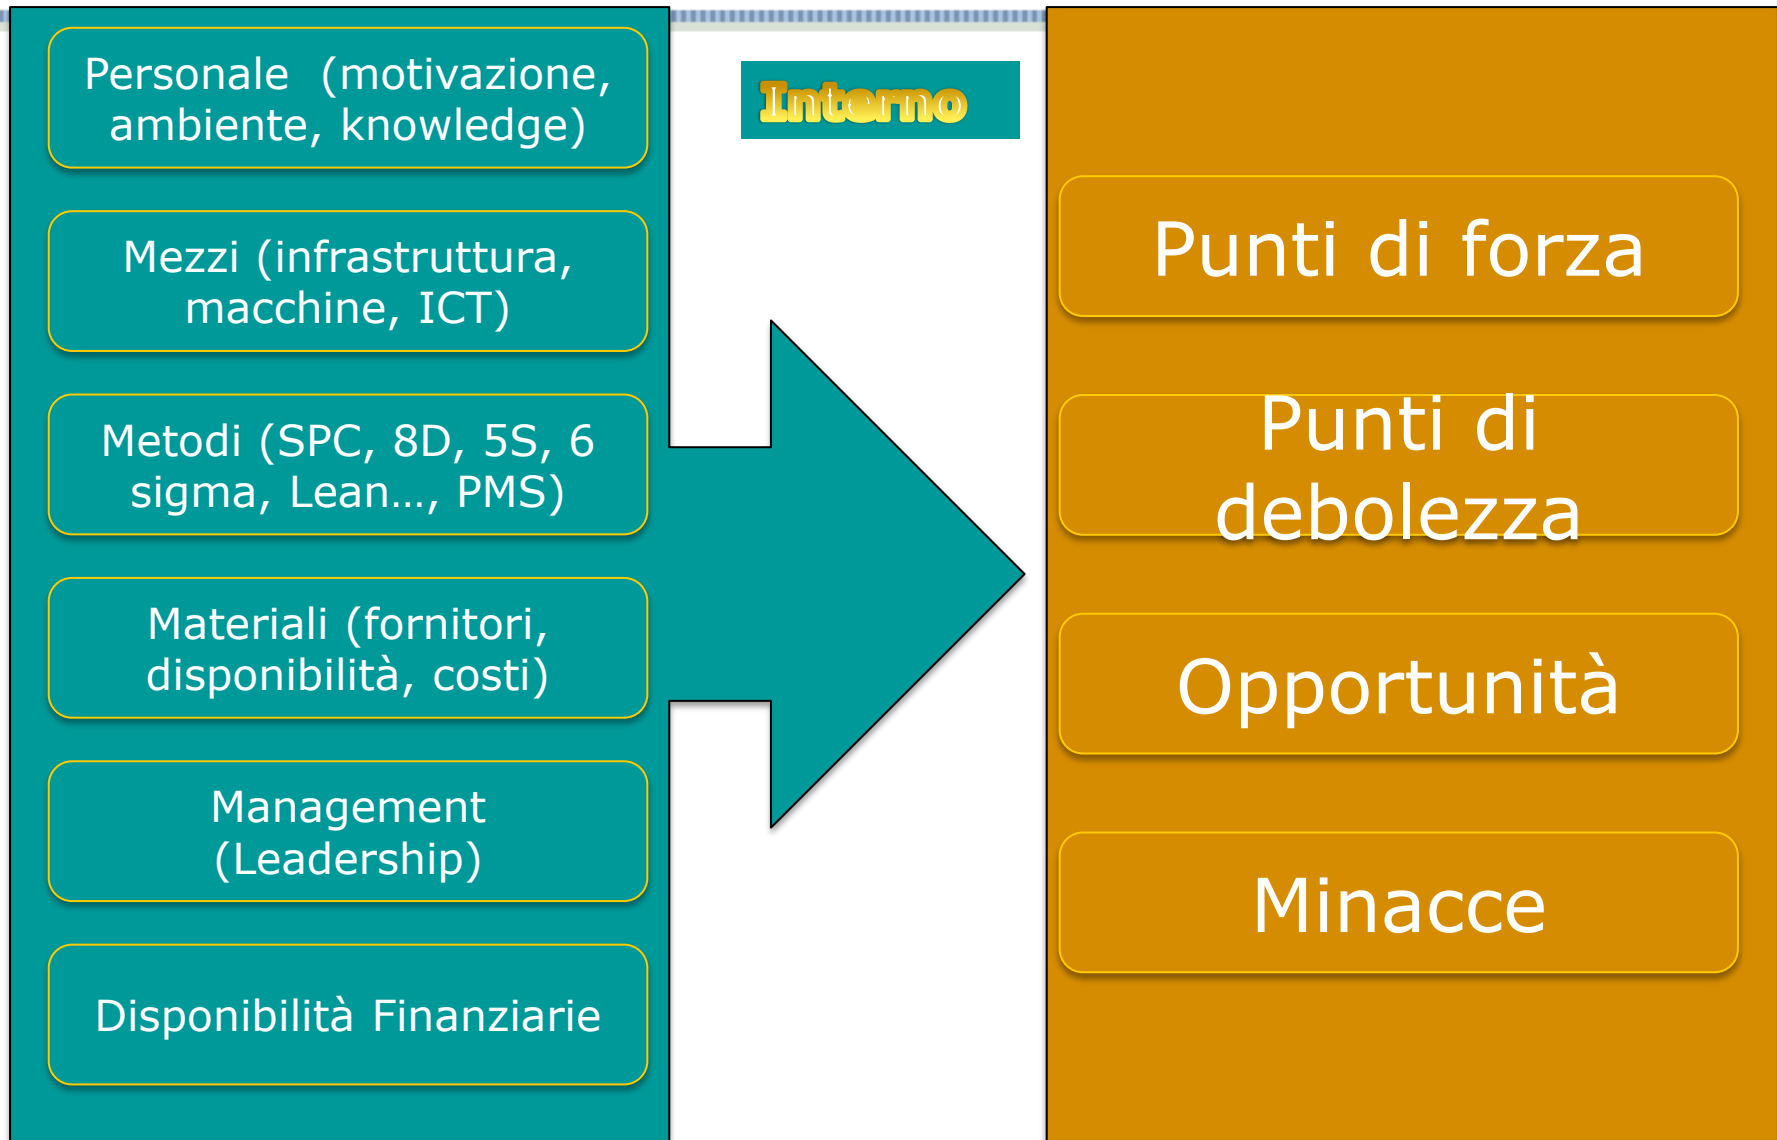 Personale (motivazione,
ambiente, knowledge)
Mezzi (infrastruttura,
macchine, ICT)
Metodi (SPC, 8D, 5S, 6
sigma, Lean…, PMS)
Materiali (fornitori,
disponibilità, costi)
Management
(Leadership)
Disponibilità Finanziarie
Interno
Punti di forza
Punti di
debolezza
Opportunità
Minacce